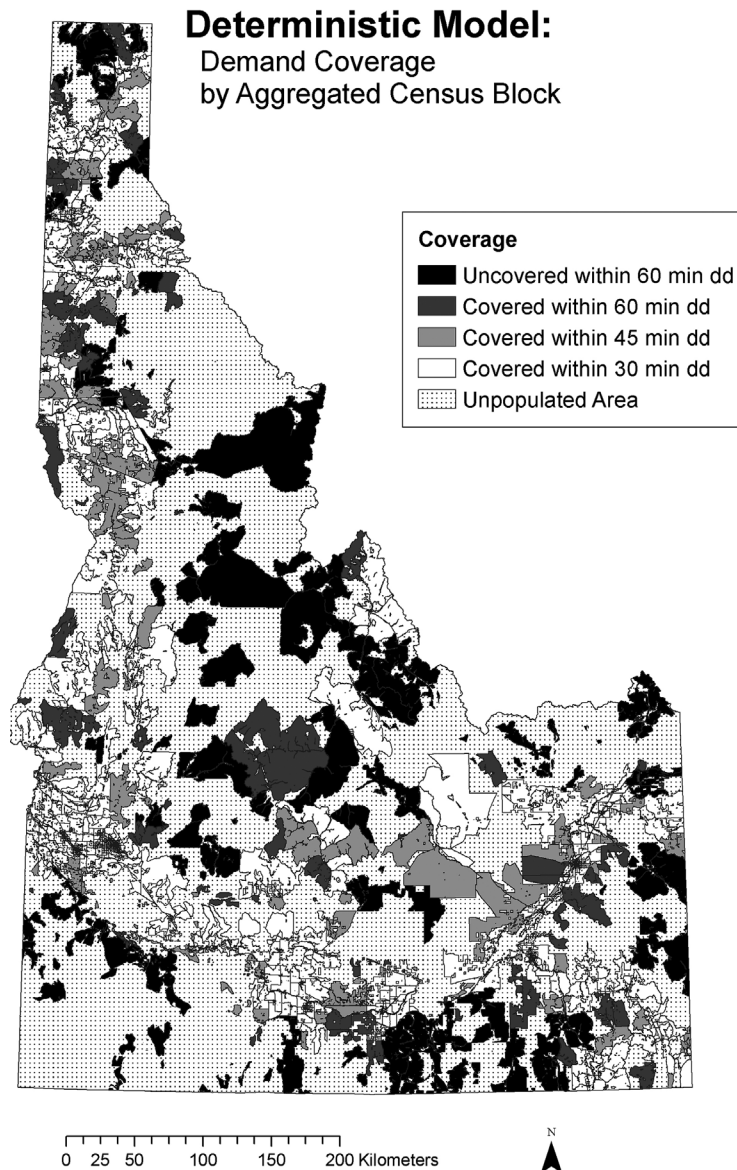 Deterministic Model:
Demand Coverage
by Aggregated Census Block
Coverage
Uncovered within 60 min dd
Covered within 60 min dd
Covered within 45 min dd
Covered within 30 min dd
Unpopulated Area
N
0 25 50 100 150 200 Kilometers